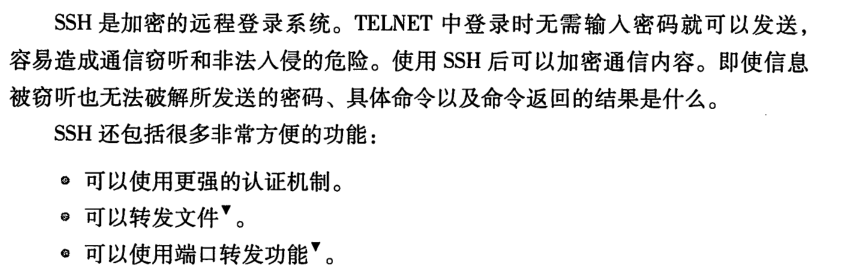 SSH 是加密的远程登录系统。TELNET 中登录时无需输入密码就可以发送，
容易造成通信窃听和非法入侵的危险。使用 SSH 后可以加密通信内容。即使信息
被窃听也无法破解所发送的密码、具体命令以及命令返回的结果是什么。
SSH 还包括很多非常方便的功能：
• 可以使用更强的认证机制。
• 可以转发文件▼。
• 可以使用端口转发功能▼。